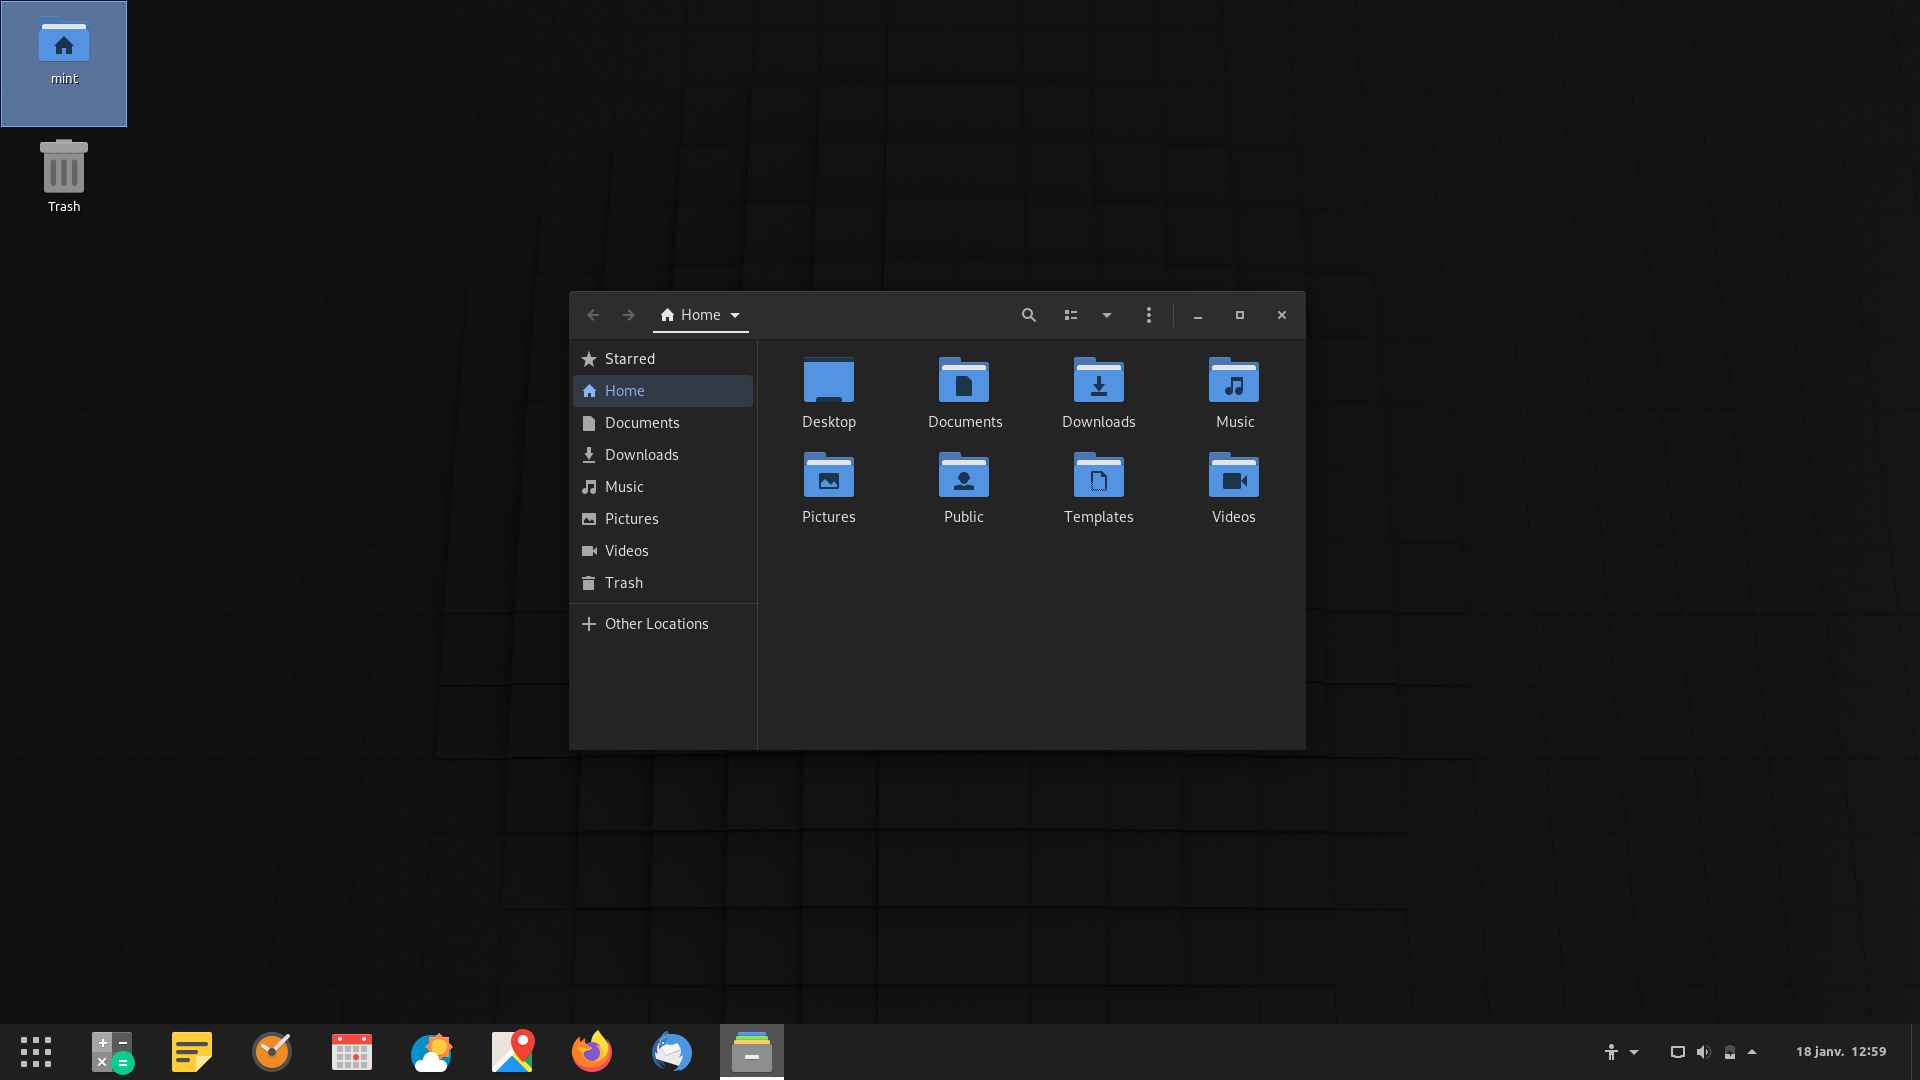 mint
Trash
Home
Starred
Home
Documents
Downloads
Music
Pictures
Videos
Trash
Other Locations
Desktop
Documents
Downloads
Music
Pictures
Public
Templates
Videos
18 janv. 12:59